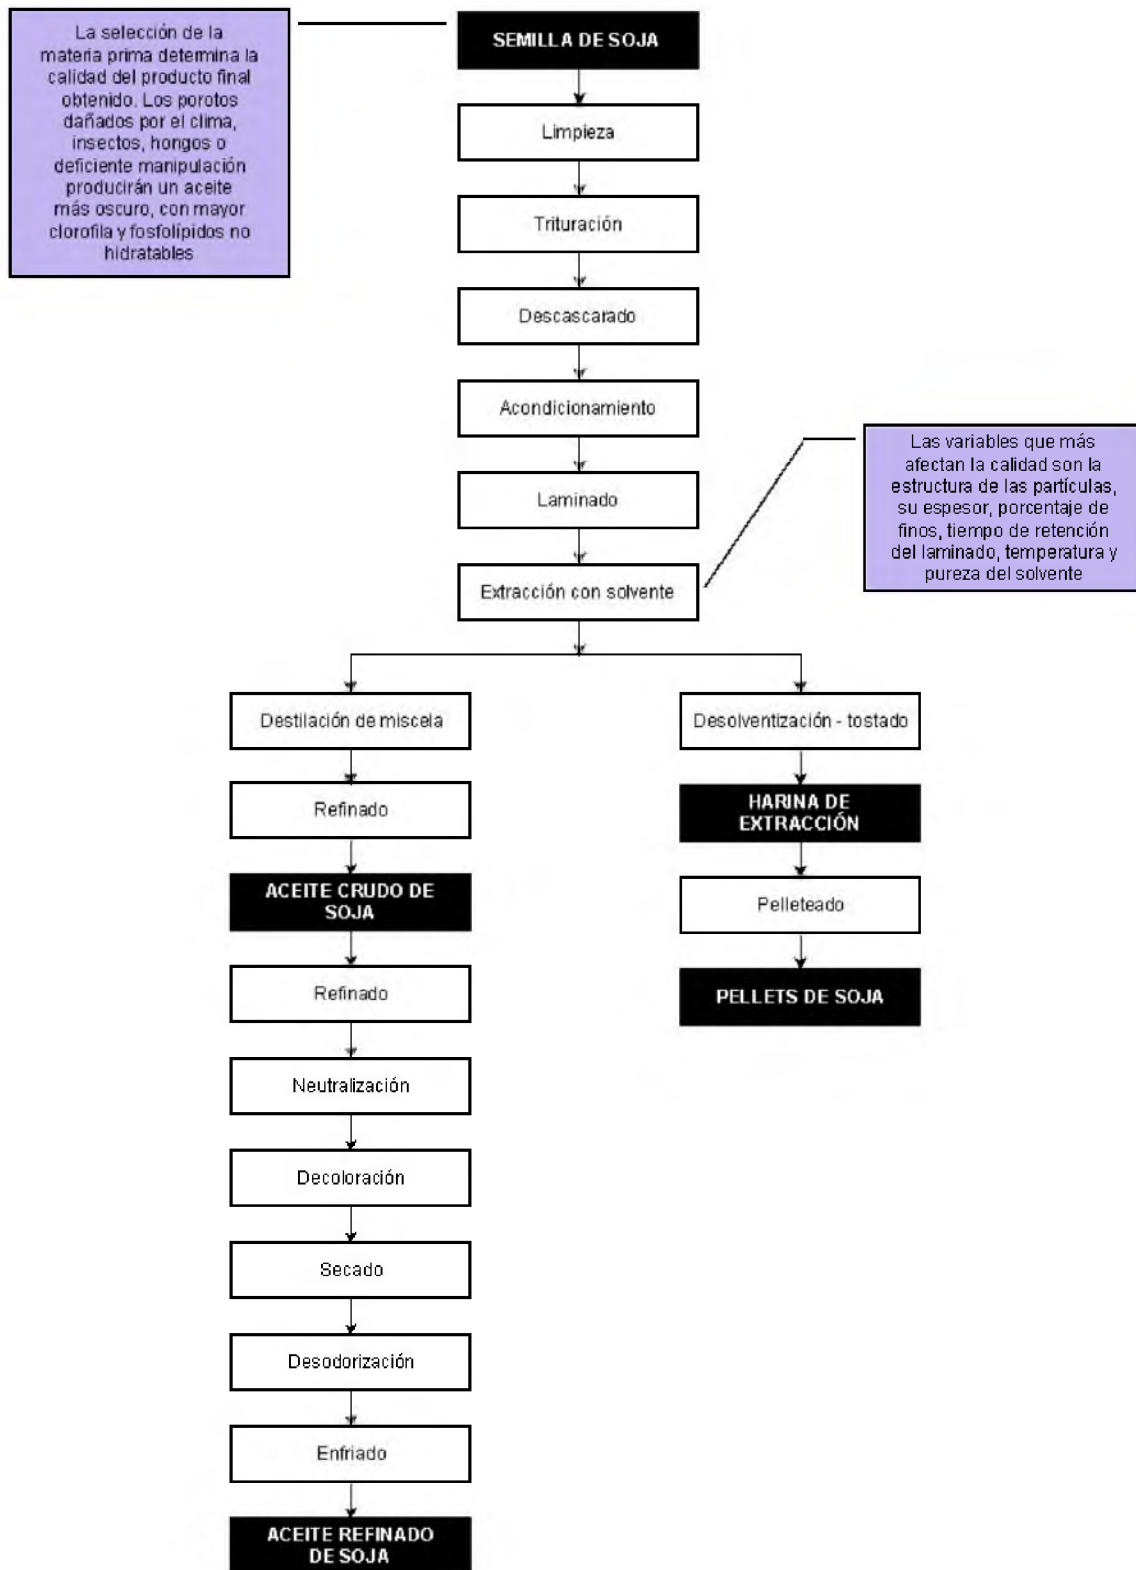 La selección de la
materia prima determina la
calidad del producto final
obtenido. Los porotos
dañados por el clima,
insectos, hongos o
deficiente manipulación
producirán un aceite
más oscuro, con mayor
clorofila y fosfolípidos no
hidratables
SEMILLA DE SOJA
Limpieza
Trituración
Descascarado
Acondicionamiento
Laminado
Extracción con solvente
Las variables que más
afectan la calidad son la
estructura de las partículas,
su espesor, porcentaje de
finos, tiempo de retención
del laminado, temperatura y
pureza del solvente
Destilación de miscela
Refinado
ACEITE CRUDO DE
SOJA
Refinado
Neutralización
Decoloración
Secado
Desodorización
Enfriado
ACEITE REFINADO
DE SOJA
Desolventización - tostado
HARINA DE
EXTRACCIÓN
Pelleteado
PELLETS DE SOJA